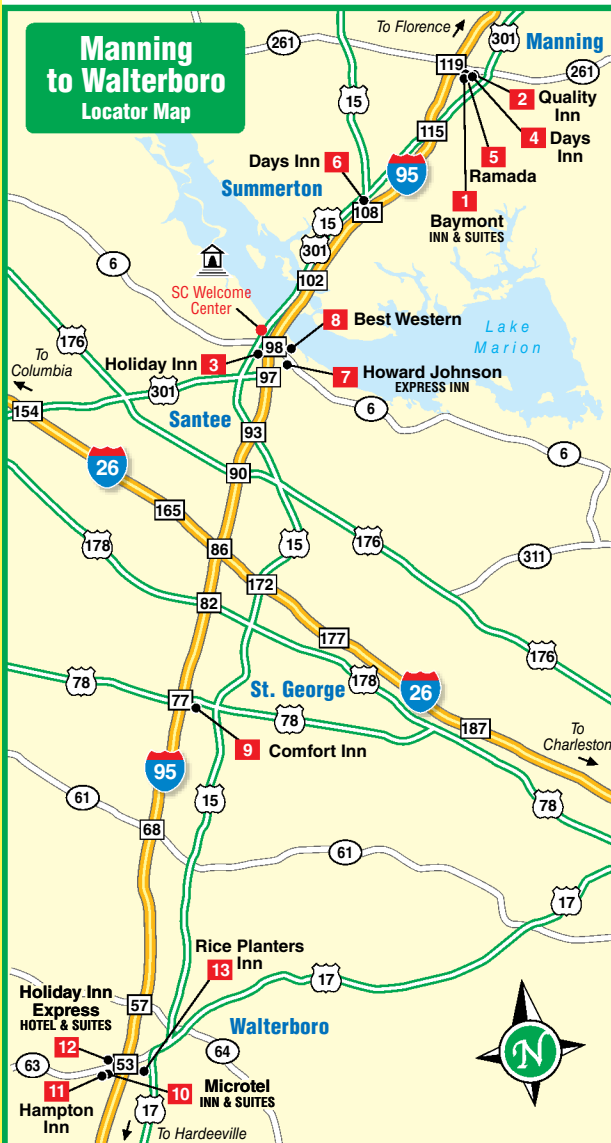 Manning
to Walterboro
Locator Map
To Florence
301
Manning
261
119
261
2 Quality
Inn
15
4 Days
Inn
115
5
Ramada
Days Inn 6
95
1
Baymont
INN & SUITES
Summerton
108
15
301
6
102
SC Welcome
Center
8 Best Western
Lake
Marion
176
98
To
Columbia
Holiday Inn 3
97
7 Howard Johnson
EXPRESS INN
301
154
Santee
6
93
6
26
90
165
178
15
176
86
311
172
82
177
176
78
St. George
178
26
77
78
187
To
Charleston
9 Comfort Inn
95
61
15
78
68
61
17
Rice Planters
Inn
13
17
Holiday Inn
Express
HOTEL & SUITES
57
Walterboro
12
64
N
63
53
11
10
Microtel
INN & SUITES
Hampton
Inn
17
To Hardeeville